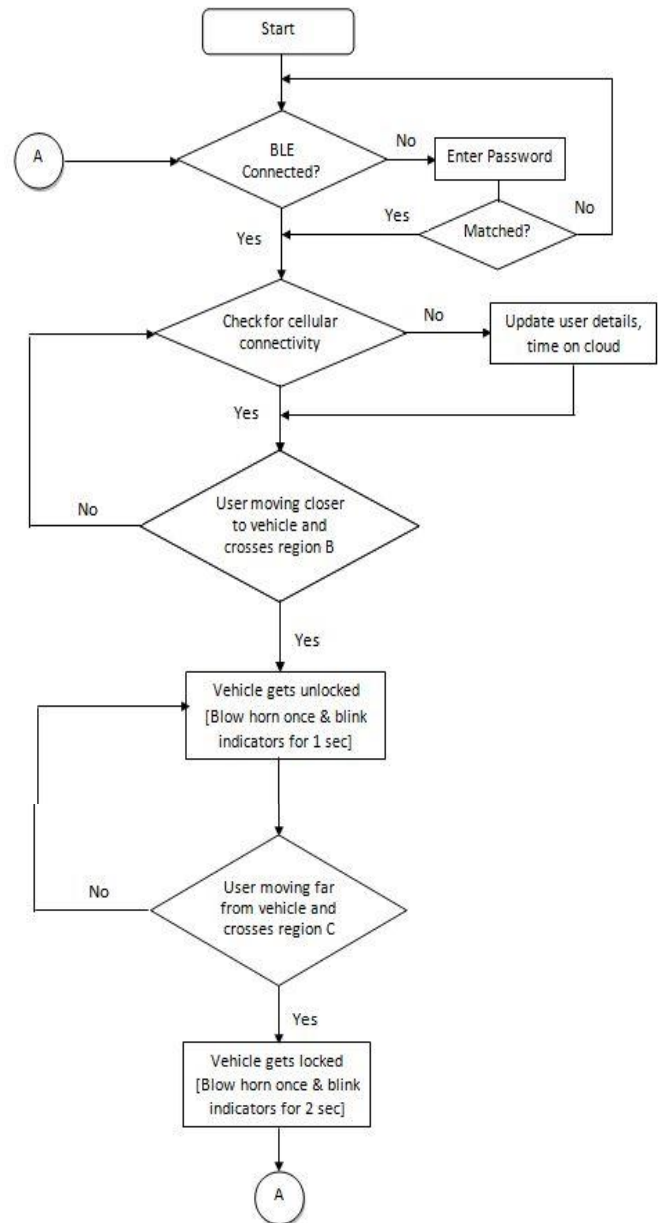 Start
A
BLE
Connected?
No
Enter Password
Yes
Matched?
No
Yes
Check for cellular
connectivity
No
Update user details,
time on cloud
Yes
User moving closer
to vehicle and
crosses region B
No
Yes
Vehicle gets unlocked
[Blow horn once & blink
indicators for 1 sec]
User moving far
from vehicle and
crosses region C
No
Yes
Vehicle gets locked
[Blow horn once & blink
indicators for 2 sec]
A